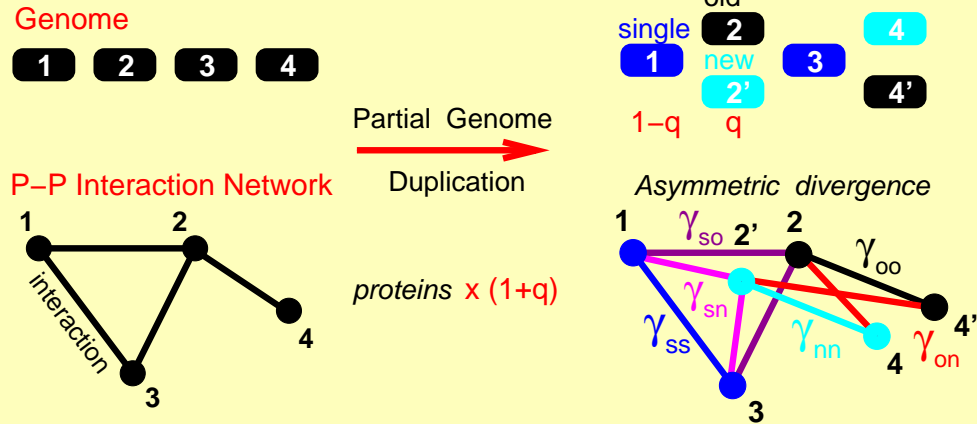 Genome
1 2 3 4
old
single 2 4
1 new 3
2' 4'
1–q q
Partial Genome
Duplication
P–P Interaction Network
1 2
interaction
3
4
proteins x (1+q)
Asymmetric divergence
1 γso 2' 2
γoo
γsn
γss γnn
4 γon 4'
3